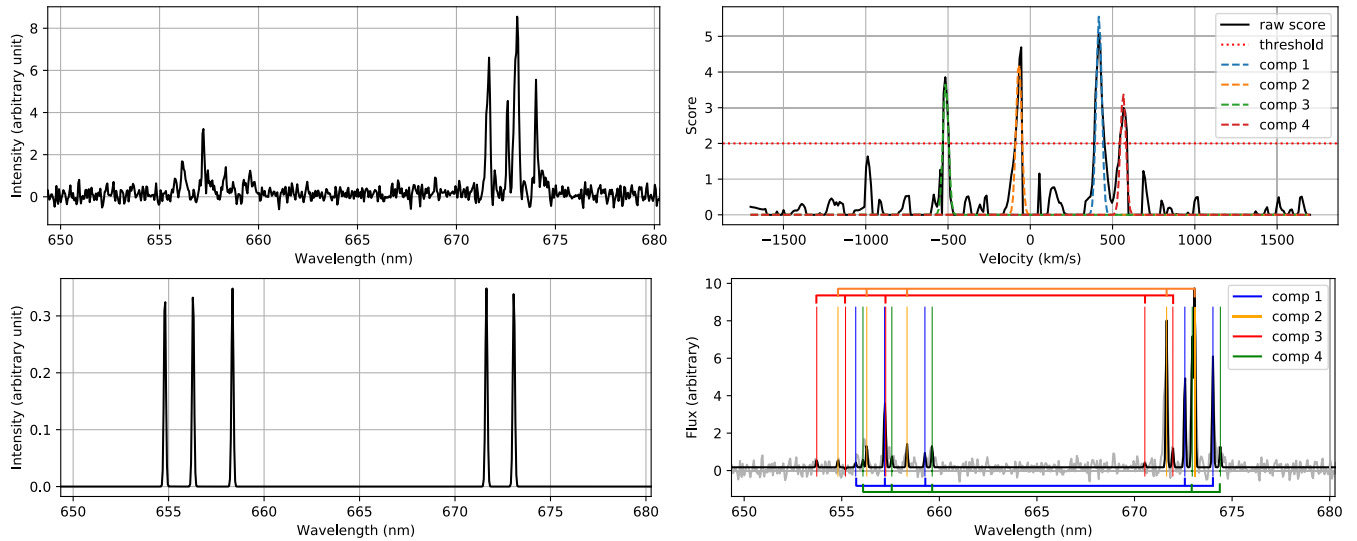 8
6
4
2
0
650
655
660
665
670
675
680
Intensity (arbitrary unit)
Wavelength (nm)
5
4
3
2
1
0
−1500
−1000
−500
0
500
1000
1500
Score
Velocity (km/s)
raw score
threshold
comp 1
comp 2
comp 3
comp 4
0.3
0.2
0.1
0.0
650
655
660
665
670
675
680
Intensity (arbitrary unit)
Wavelength (nm)
10
8
6
4
2
0
650
655
660
665
670
675
680
Flux (arbitrary)
Wavelength (nm)
comp 1
comp 2
comp 3
comp 4